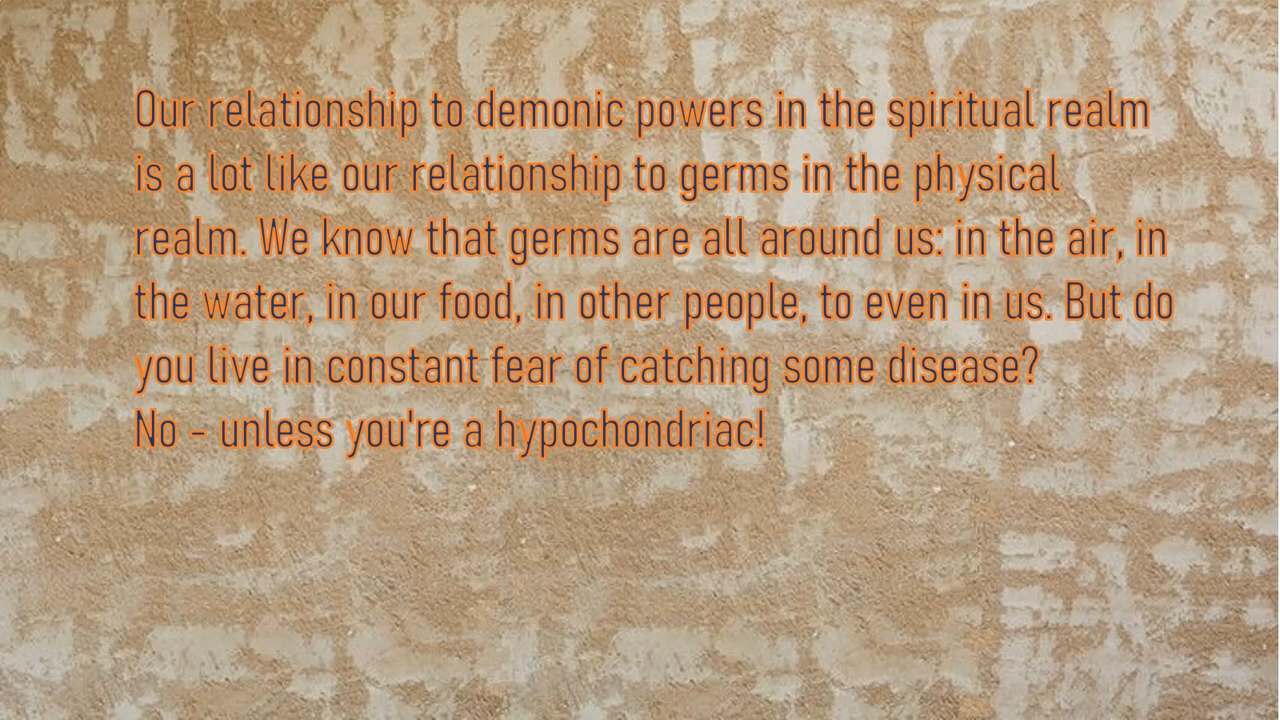 Our relationship to demonic powers in the spiritual realm
is a lot like our relationship to germs in the physical
realm. We know that germs are all around us: in the air, in
the water, in our food, in other people, to even in us. But do
you live in constant fear of catching some disease?
No - unless you're a hypochondriac!